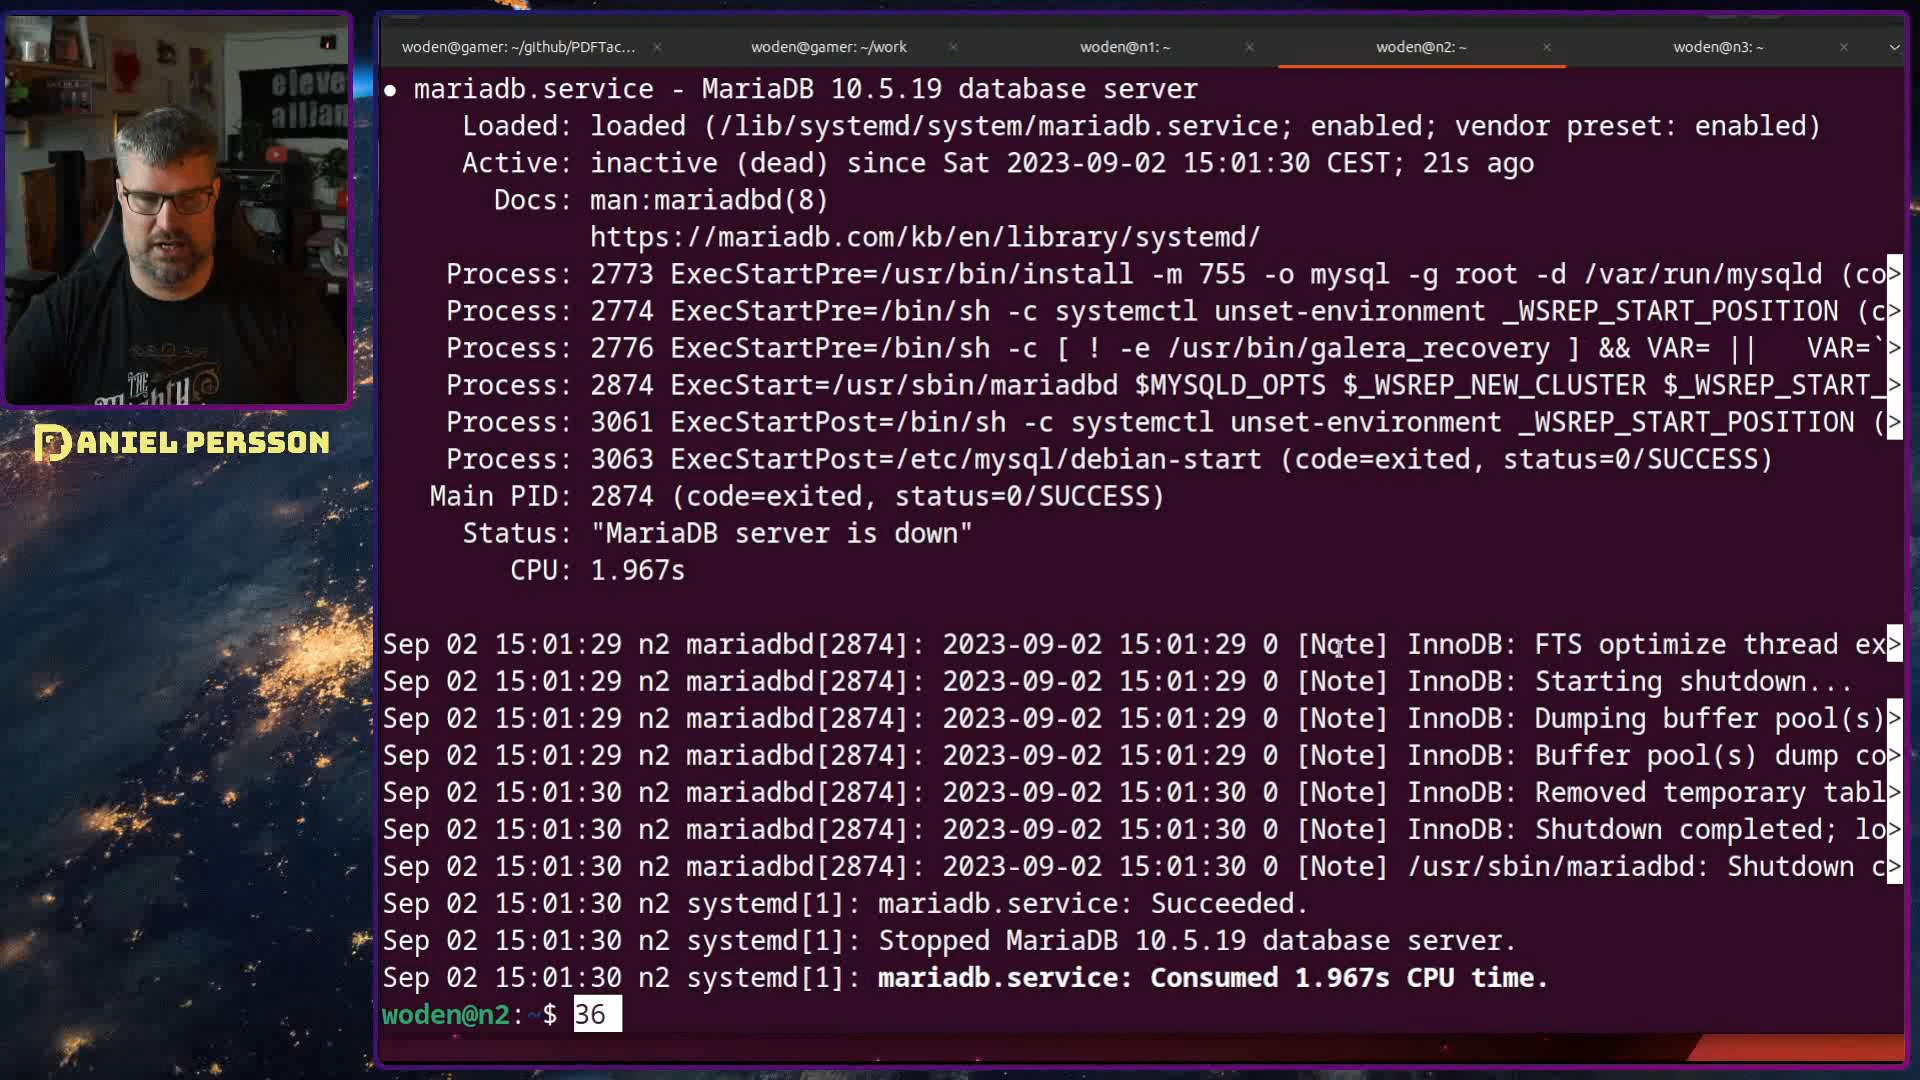 woden@gamer: ~/github/PDFTac... × woden@gamer: ~/work × woden@n1: ~ × woden@n2: ~ × woden@n3: ~ ×
● mariadb.service - MariaDB 10.5.19 database server
Loaded: loaded (/lib/systemd/system/mariadb.service; enabled; vendor preset: enabled)
Active: inactive (dead) since Sat 2023-09-02 15:01:30 CEST; 21s ago
Docs: man:mariadbd(8)
https://mariadb.com/kb/en/library/systemd/
Process: 2773 ExecStartPre=/usr/bin/install -m 755 -o mysql -g root -d /var/run/mysqld (co>
Process: 2774 ExecStartPre=/bin/sh -c systemctl unset-environment _WSREP_START_POSITION (c>
Process: 2776 ExecStartPre=/bin/sh -c [ ! -e /usr/bin/galera_recovery ] && VAR= || VAR=`>
Process: 2874 ExecStart=/usr/sbin/mariadbd $MYSQLD_OPTS $_WSREP_NEW_CLUSTER $_WSREP_START_>
Process: 3061 ExecStartPost=/bin/sh -c systemctl unset-environment _WSREP_START_POSITION (>
Process: 3063 ExecStartPost=/etc/mysql/debian-start (code=exited, status=0/SUCCESS)
Main PID: 2874 (code=exited, status=0/SUCCESS)
Status: "MariaDB server is down"
CPU: 1.967s
Sep 02 15:01:29 n2 mariadbd[2874]: 2023-09-02 15:01:29 0 [Note] InnoDB: FTS optimize thread ex>
Sep 02 15:01:29 n2 mariadbd[2874]: 2023-09-02 15:01:29 0 [Note] InnoDB: Starting shutdown...
Sep 02 15:01:29 n2 mariadbd[2874]: 2023-09-02 15:01:29 0 [Note] InnoDB: Dumping buffer pool(s)>
Sep 02 15:01:29 n2 mariadbd[2874]: 2023-09-02 15:01:29 0 [Note] InnoDB: Buffer pool(s) dump co>
Sep 02 15:01:30 n2 mariadbd[2874]: 2023-09-02 15:01:30 0 [Note] InnoDB: Removed temporary tabl>
Sep 02 15:01:30 n2 mariadbd[2874]: 2023-09-02 15:01:30 0 [Note] InnoDB: Shutdown completed; lo>
Sep 02 15:01:30 n2 mariadbd[2874]: 2023-09-02 15:01:30 0 [Note] /usr/sbin/mariadbd: Shutdown c>
Sep 02 15:01:30 n2 systemd[1]: mariadb.service: Succeeded.
Sep 02 15:01:30 n2 systemd[1]: Stopped MariaDB 10.5.19 database server.
Sep 02 15:01:30 n2 systemd[1]: mariadb.service: Consumed 1.967s CPU time.
woden@n2:~$ 36
eleve
allian
THE
Mighty
DANIEL PERSSON